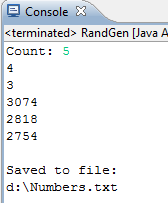 Console
<terminated> RandGen [Java A
Count: 5
4
3
3074
2818
2754
Saved to file:
d:\Numbers.txt